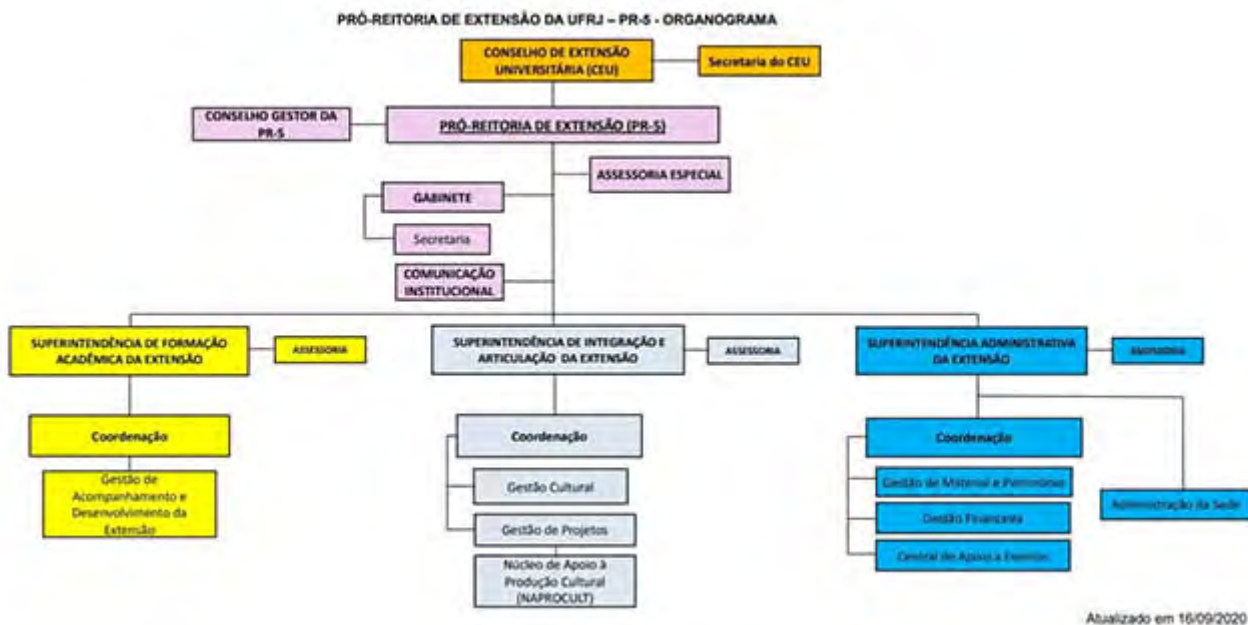 PRÓ-REITORIA DE EXTENSÃO DA UFRJ – PR-5 - ORGANOGRAMA
CONSELHO DE EXTENSÃO
UNIVERSITÁRIA (CEU)
Secretaria do CEU
CONSELHO GESTOR DA
PR-5
PRÓ-REITORIA DE EXTENSÃO (PR-5)
ASSESSORIA ESPECIAL
GABINETE
Secretaria
COMUNICAÇÃO
INSTITUCIONAL
SUPERINTENDÊNCIA DE FORMAÇÃO
ACADÊMICA DA EXTENSÃO
ASSESSORIA
SUPERINTENDÊNCIA DE INTEGRAÇÃO E
ARTICULAÇÃO DA EXTENSÃO
ASSESSORIA
SUPERINTENDÊNCIA ADMINISTRATIVA
DA EXTENSÃO
ASSESSORIA
Coordenação
Gestão de
Acompanhamento e
Desenvolvimento da
Extensão
Coordenação
Gestão Cultural
Gestão de Projetos
Núcleo de Apoio à
Produção Cultural
(NAPROCULT)
Coordenação
Gestão de Material e Patrimônio
Gestão Financeira
Central de Apoio a Eventos
Administração da Sede
Atualizado em 16/09/2020